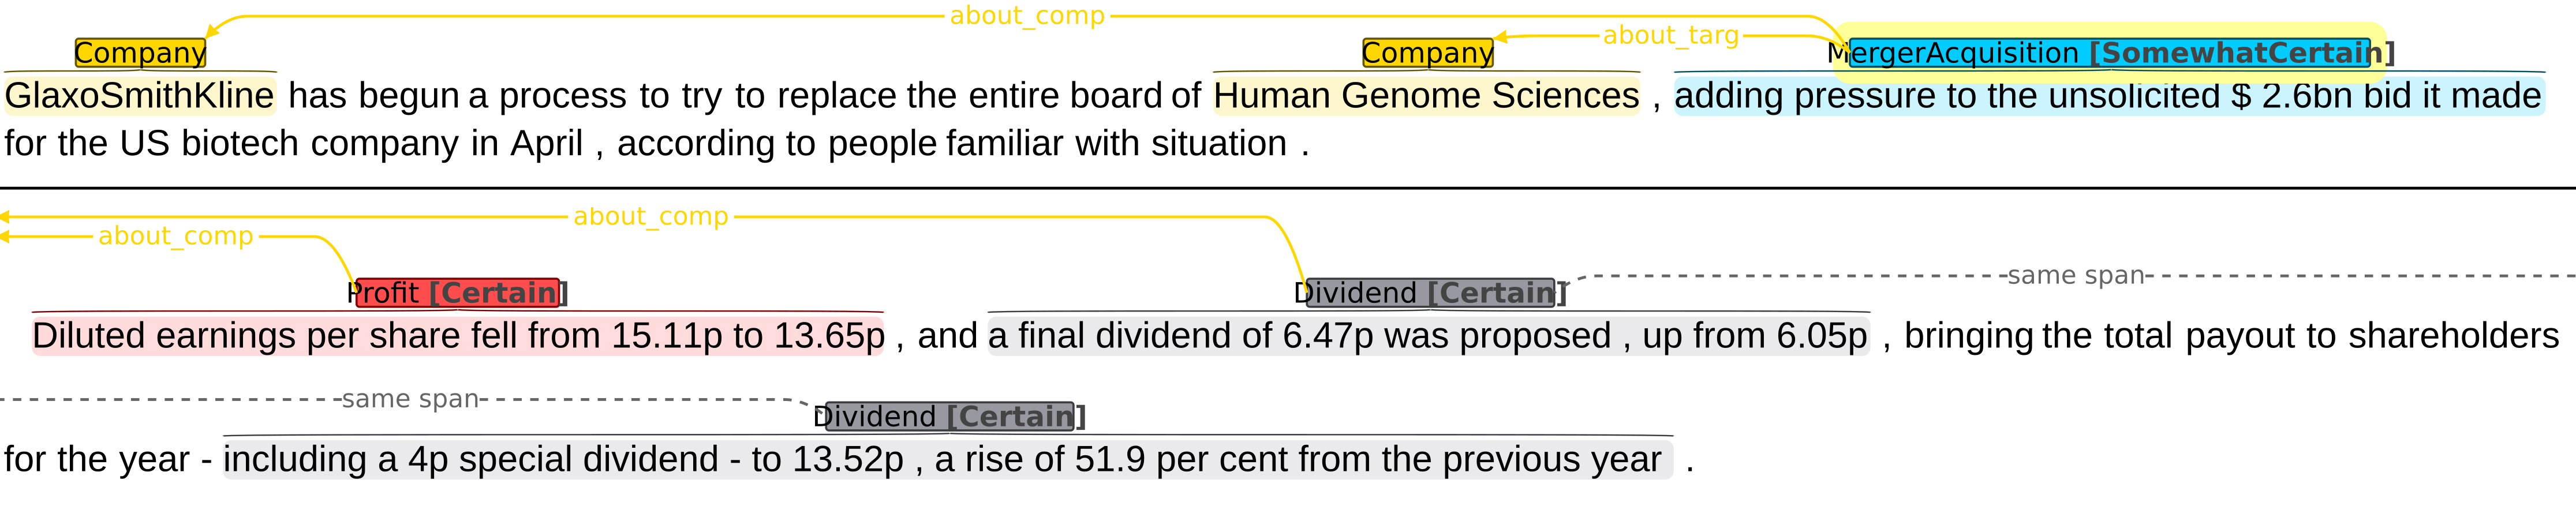 about_comp
about_targ
Company Company MergerAcquisition [SomewhatCertain]
GlaxoSmithKline has begun a process to try to replace the entire board of Human Genome Sciences , adding pressure to the unsolicited $ 2.6bn bid it made
for the US biotech company in April , according to people familiar with situation .
about_comp
about_comp
same span
Profit [Certain] Dividend [Certain]
Diluted earnings per share fell from 15.11p to 13.65p , and a final dividend of 6.47p was proposed , up from 6.05p , bringing the total payout to shareholders
same span
Dividend [Certain]
for the year - including a 4p special dividend - to 13.52p , a rise of 51.9 per cent from the previous year .